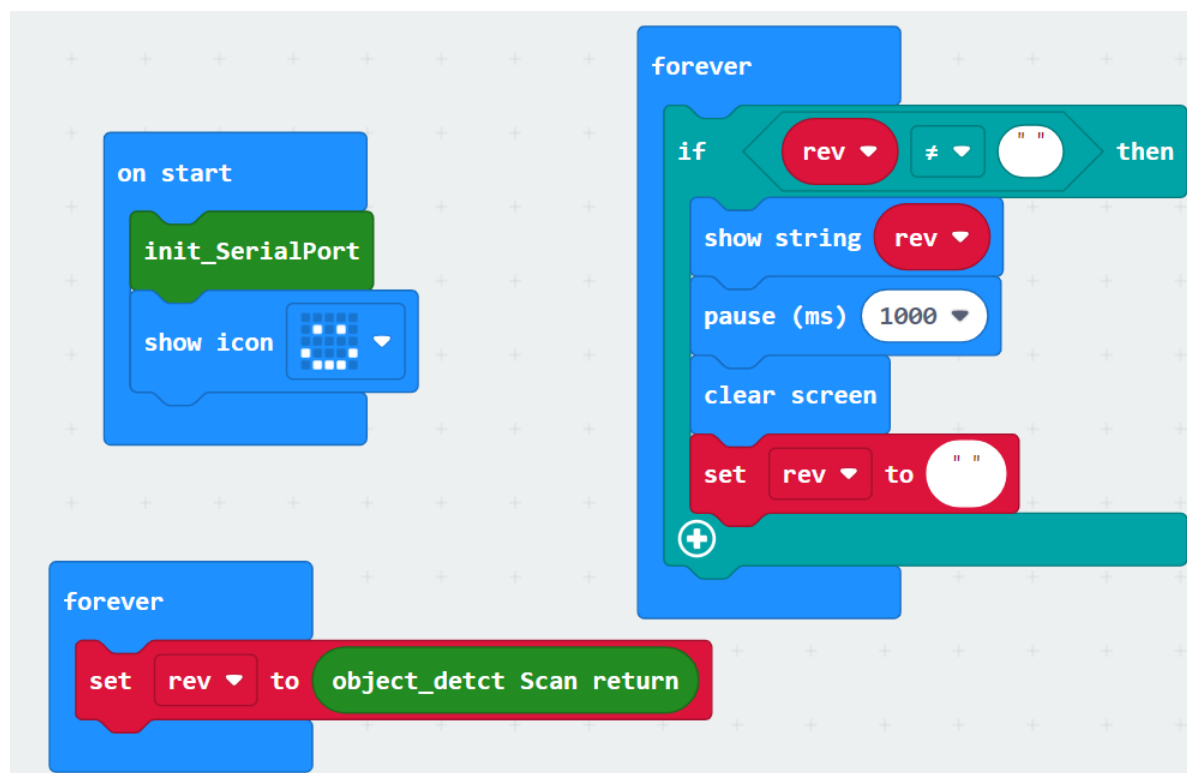 on start
init_SerialPort
show icon
forever
set rev to object_detct Scan return
forever
if rev ≠ " " then
show string rev
pause (ms) 1000
clear screen
set rev to " "